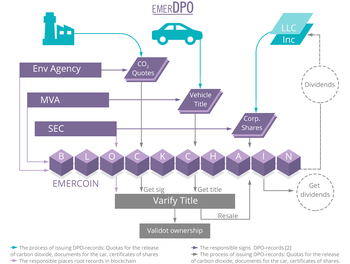 EMERDPO
LLC
Inc
Env Agency
CO2
Quotes
Dividends
MVA
Vehicle
Title
SEC
Corp.
Shares
B L O C K C H A I N
EMERCOIN
Get sig
Get title
Get
dividends
Varify Title
Resale
Validot ownership
The process of issuing DPO-records: Quotas for the release
of carbon dioxide, documents for the car, certificates of shares
The responsible places root records in blockchain
The responsible signs DPO-records [2]
The process of issuing DPO-records: Quotas for the release
of carbon dioxide, documents for the car, certificates of shares.